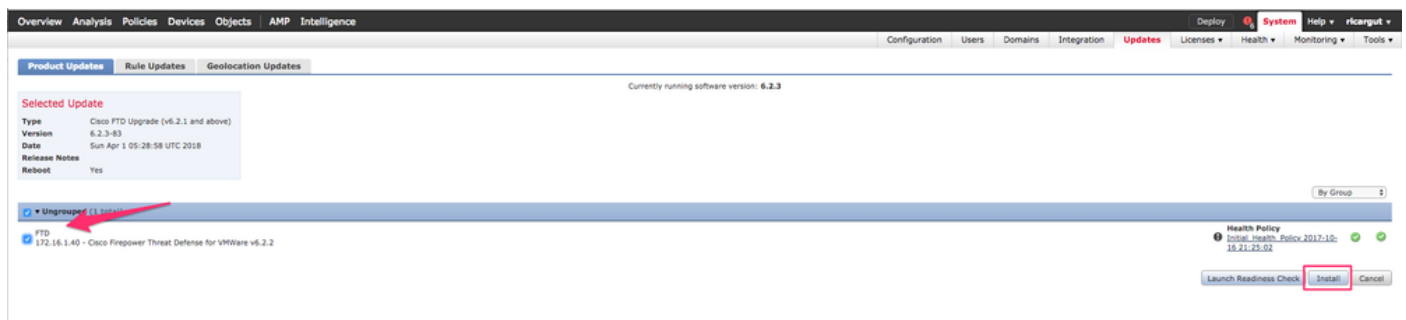 Overview Analysis Policies Devices Objects AMP Intelligence Deploy 6 System Help ricargut
Configuration Users Domains Integration Updates Licenses Health Monitoring Tools
Product Updates Rule Updates Geolocation Updates
Currently running software version: 6.2.3
Selected Update
Type Cisco FTD Upgrade (v6.2.1 and above)
Version 6.2.3-83
Date Sun Apr 1 05:28:58 UTC 2018
Release Notes
Reboot Yes
By Group
Ungrouped (1 total)
FTD
172.16.1.40 - Cisco Firepower Threat Defense for VMWare v6.2.2
Health Policy
Initial_Health_Policy 2017-10-
16 21:25:02
Launch Readiness Check Install Cancel